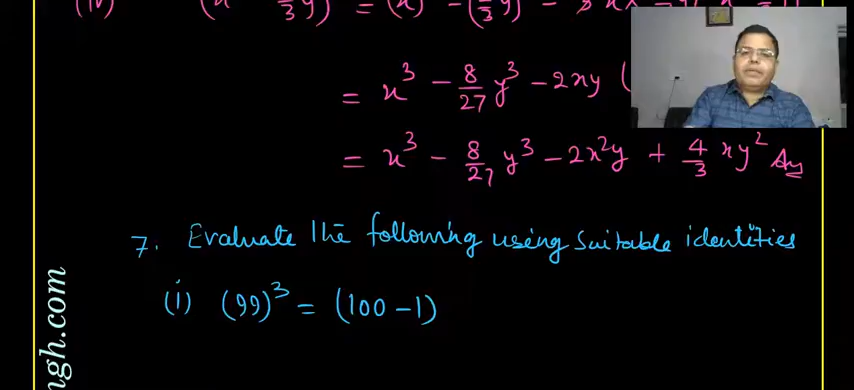 = x³ - 8/27 y³ - 2xy (
= x³ - 8/27 y³ - 2x²y + 4/3 xy² Ans
7. Evaluate the following using suitable identities
(i) (99)³ = (100 - 1)
ngh.com